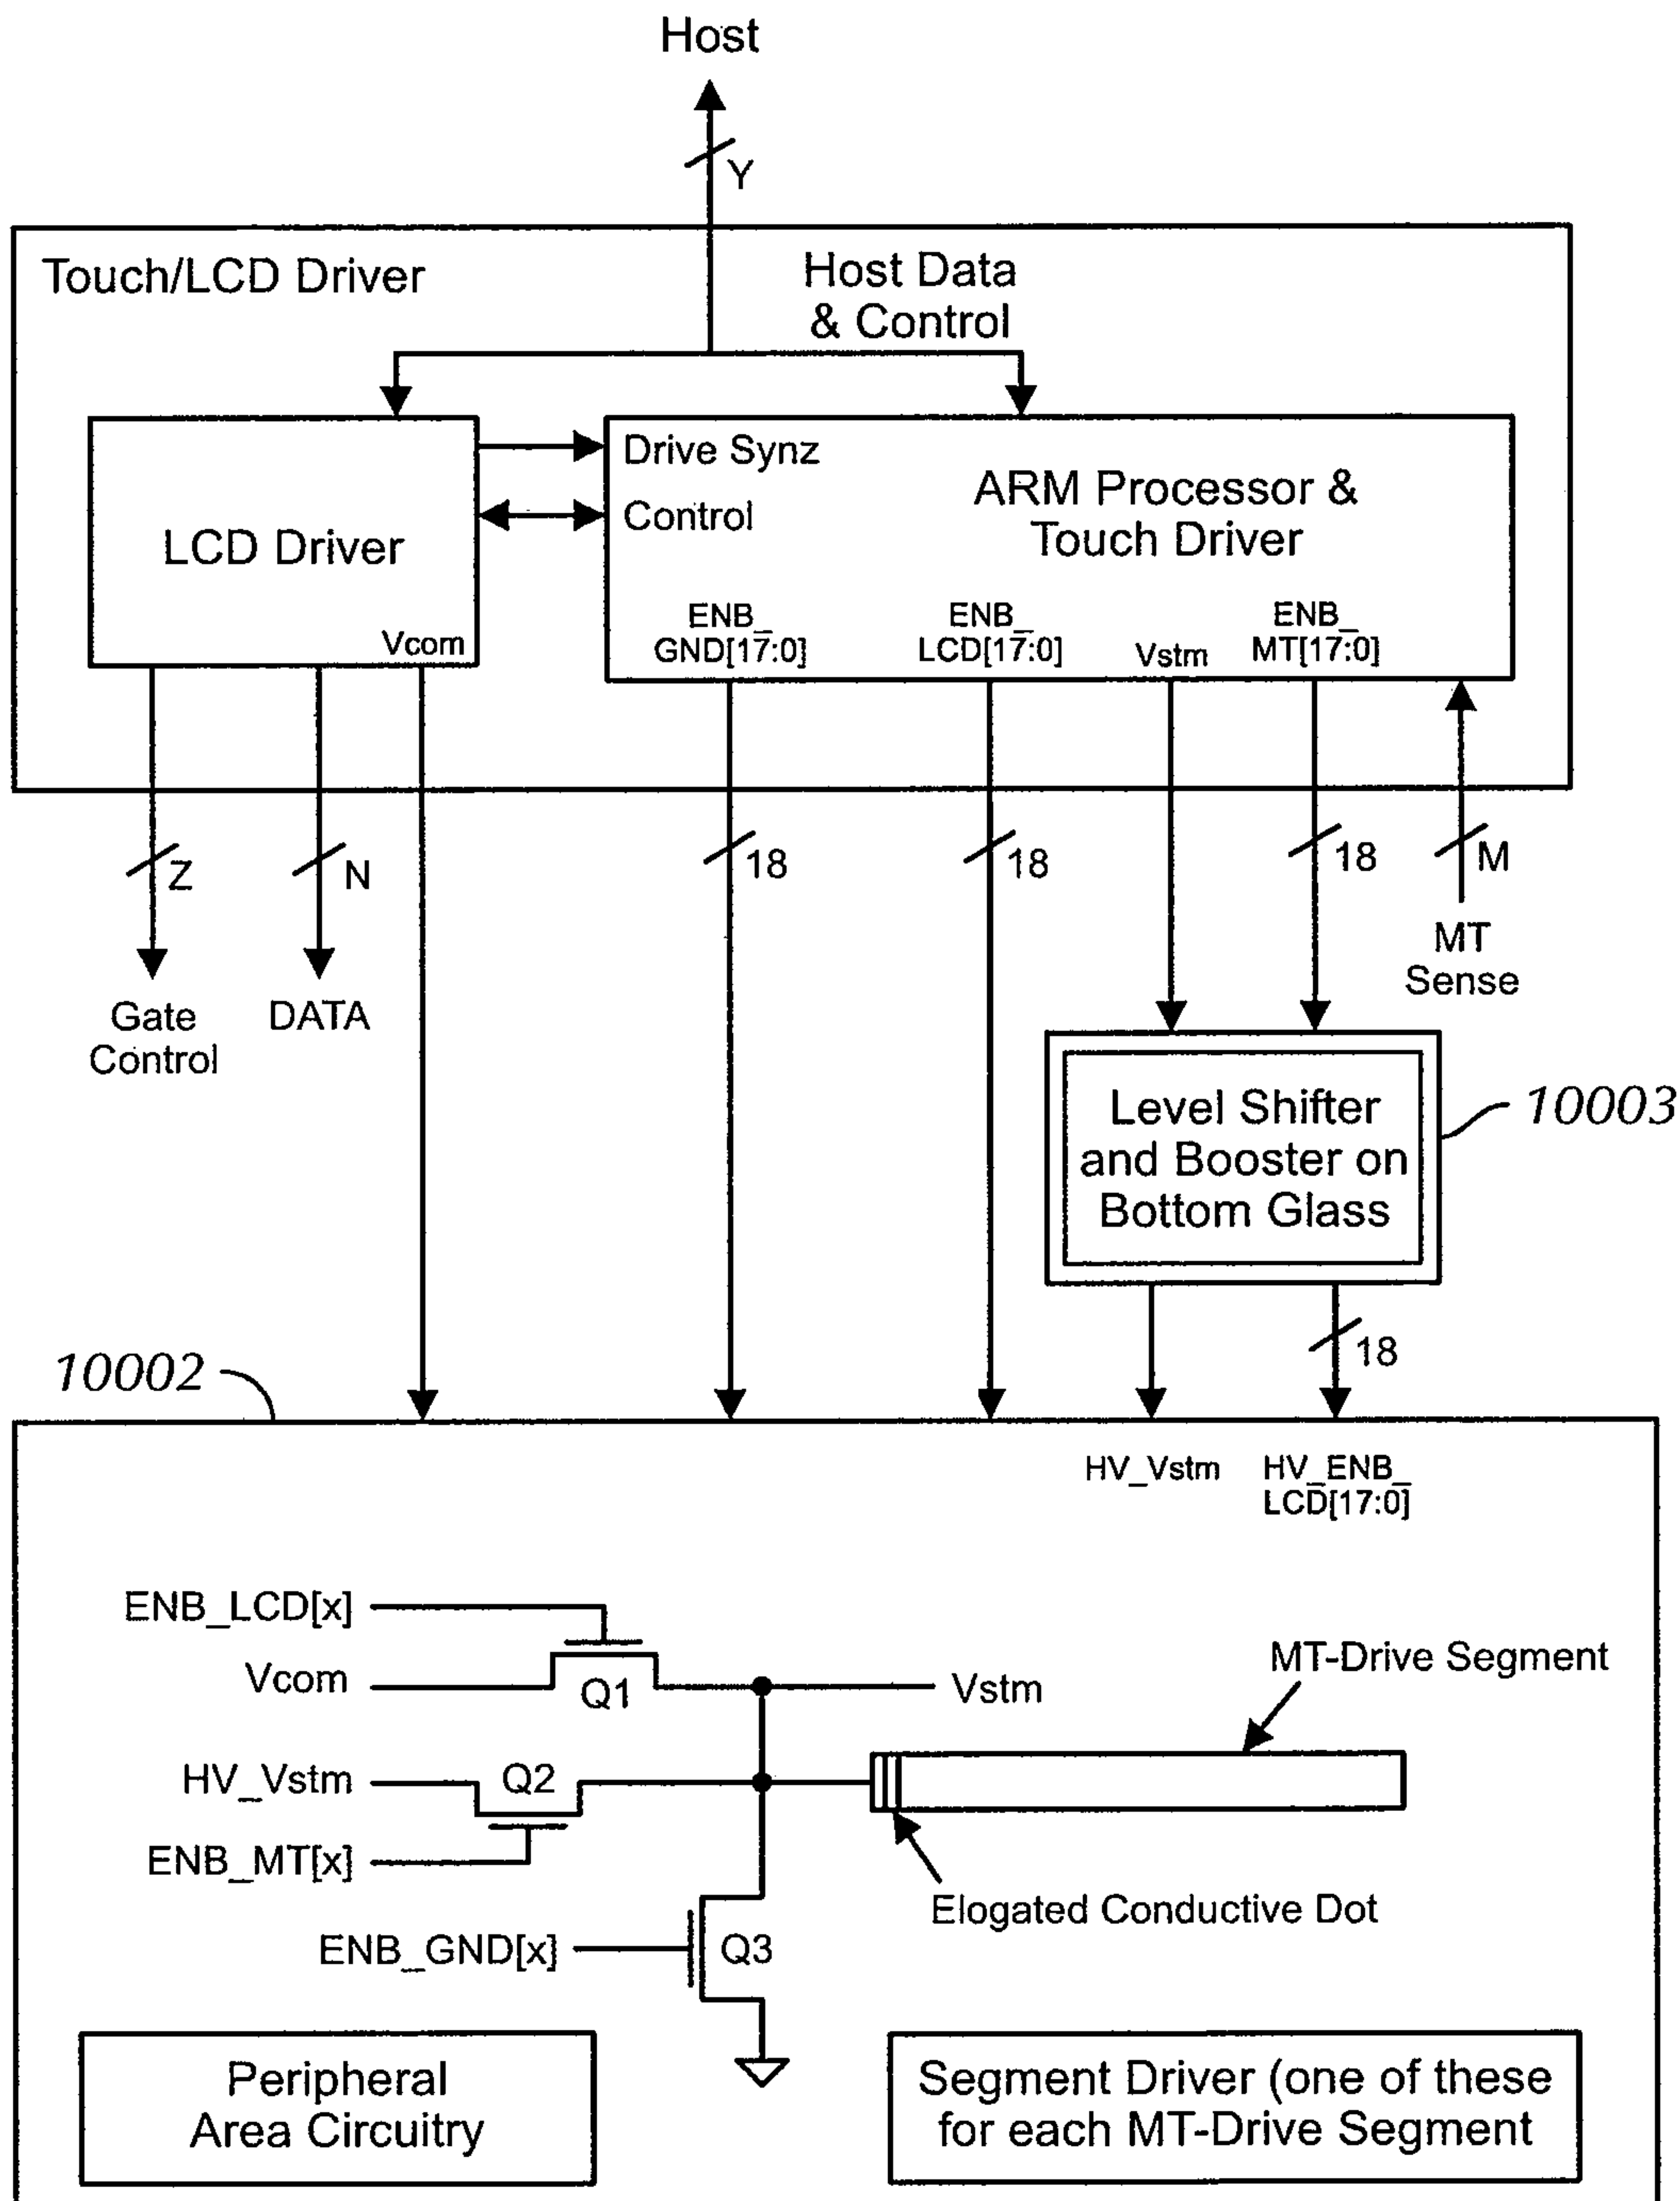 Host
Y
Touch/LCD Driver
Host Data
& Control
Drive Synz
Control
ARM Processor &
Touch Driver
LCD Driver
Vcom
ENB_
GND[17:0]
ENB_
LCD[17:0]
Vstm
ENB_
MT[17:0]
Z
N
18
18
18
M
Gate
Control
DATA
MT
Sense
Level Shifter
and Booster on
Bottom Glass
10003
18
10002
HV_Vstm
HV_ENB_
LCD[17:0]
ENB_LCD[x]
Vcom
Q1
Vstm
MT-Drive Segment
HV_Vstm
Q2
ENB_MT[x]
Elogated Conductive Dot
ENB_GND[x]
Q3
Peripheral
Area Circuitry
Segment Driver (one of these
for each MT-Drive Segment